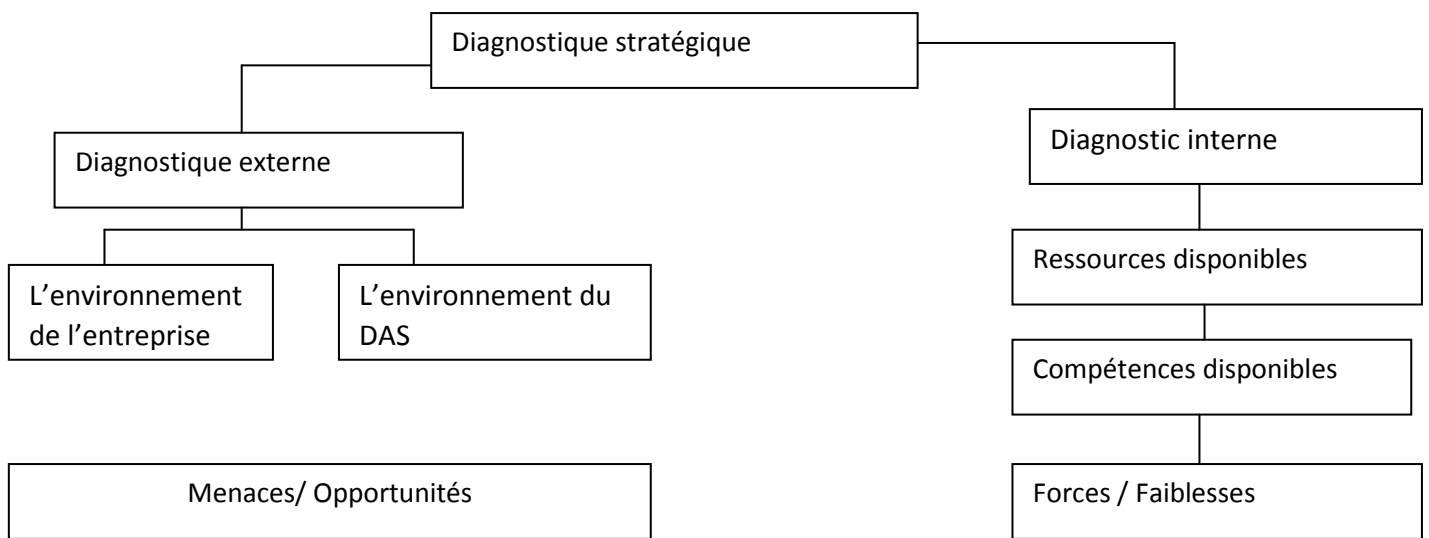 Diagnostique stratégique
Diagnostique externe
Diagnostic interne
L’environnement
de l’entreprise
L’environnement du
DAS
Ressources disponibles
Compétences disponibles
Menaces/ Opportunités
Forces / Faiblesses